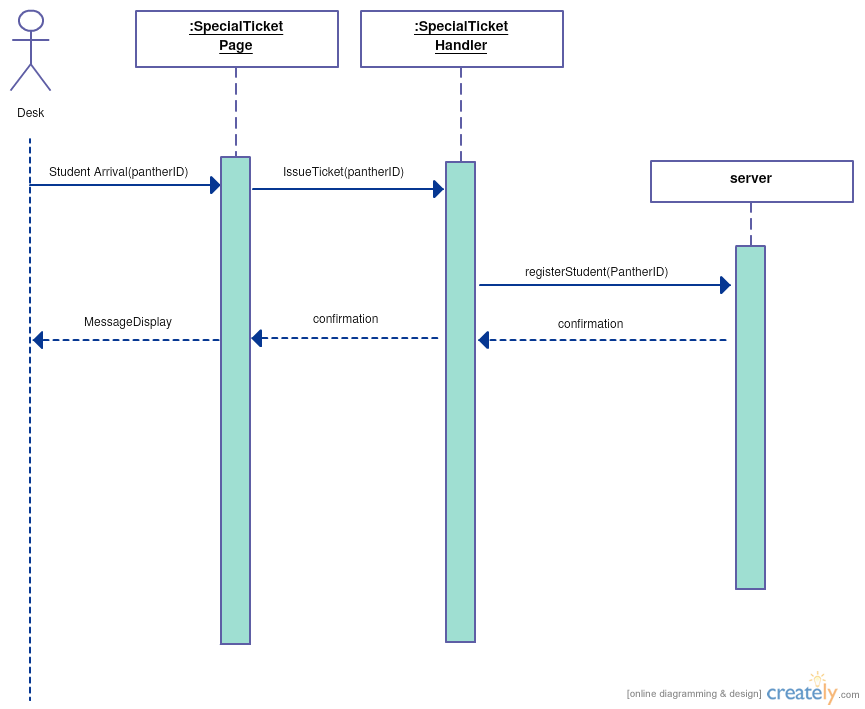 :SpecialTicket
Page
:SpecialTicket
Handler
Desk
Student Arrival(pantherID)
IssueTicket(pantherID)
server
registerStudent(PantherID)
MessageDisplay
confirmation
confirmation
[online diagramming & design] creately.com